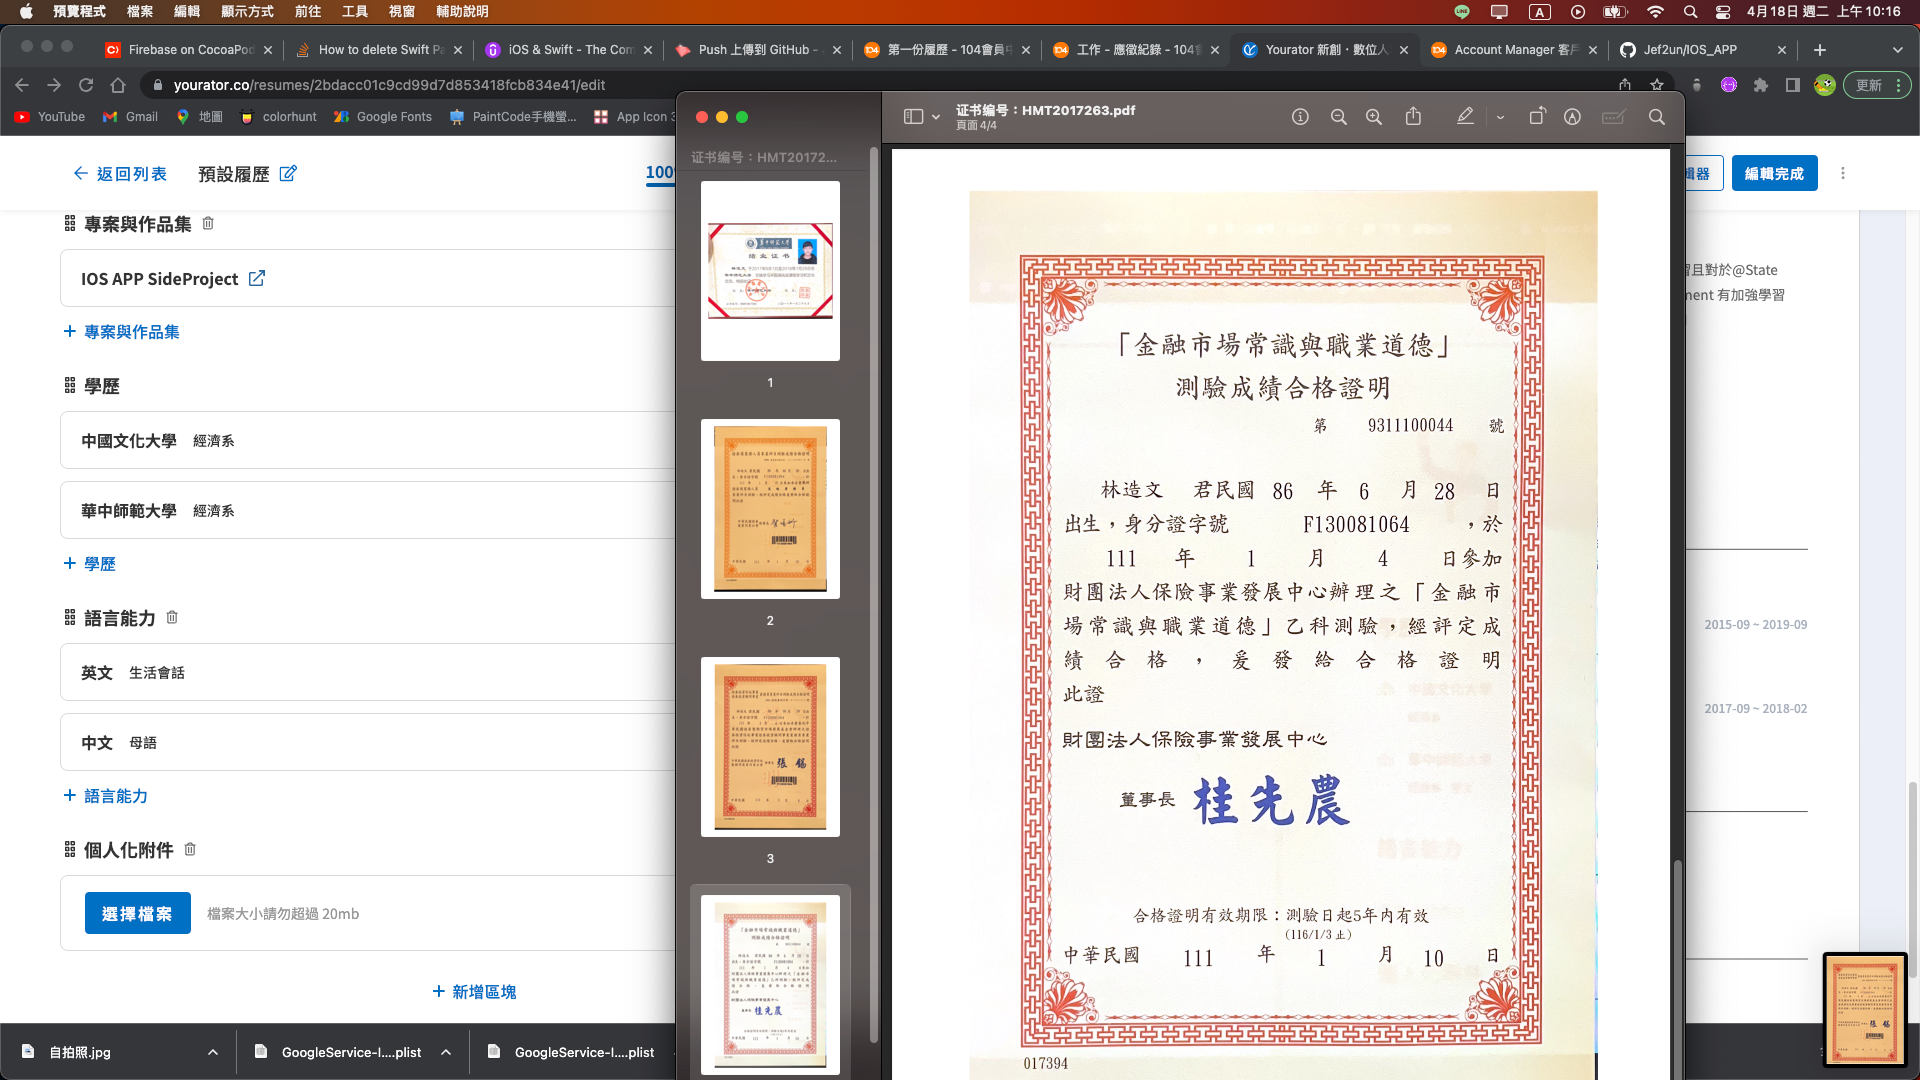 預覽程式 檔案 編輯 顯示方式 前往 工具 視窗 輔助說明
4月18日 週二 上午 10:16
Firebase on CocoaPod
How to delete Swift Pa
iOS & Swift - The Com
Push 上傳到 GitHub -
第一份履歷 - 104會員中
工作 - 應徵紀錄 - 104會
Yourator 新創・數位人
Account Manager 客戶
Jef2un/IOS_APP
yourator.co/resumes/2bdacc01c9cd99d7d853418fcb834e41/edit
更新
YouTube Gmail 地圖 colorhunt Google Fonts PaintCode手機螢... App Icon
返回列表 預設履歷
編輯完成
專案與作品集
IOS APP SideProject
+ 專案與作品集
學歷
中國文化大學 經濟系
華中師範大學 經濟系
+ 學歷
語言能力
英文 生活會話
中文 母語
+ 語言能力
個人化附件
選擇檔案 檔案大小請勿超過 20mb
+ 新增區塊
自拍照.jpg
GoogleService-I....plist
GoogleService-I....plist
证书编号:HMT20172...
1
2
3
证书编号:HMT2017263.pdf
頁面 4/4
「金融市場常識與職業道德」
測驗成績合格證明
第 9311100044 號
林造文 君民國 86 年 6 月 28 日
出生,身分證字號 F130081064 ,於
111 年 1 月 4 日參加
財團法人保險事業發展中心辦理之「金融市
場常識與職業道德」乙科測驗,經評定成
績合格,爰發給合格證明
此證
財團法人保險事業發展中心
董事長 桂先農
合格證明有效期限:測驗日起5年內有效
(116/1/3 止)
中華民國 111 年 1 月 10 日
017394
習且對於@State
ment 有加強學習
2015-09 ~ 2019-09
2017-09 ~ 2018-02